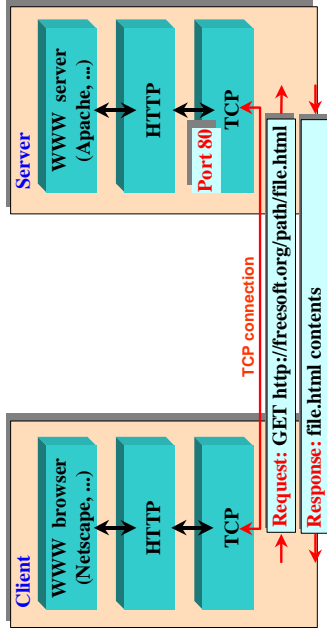 Client
WWW browser
(Netscape, ...)
HTTP
TCP
Server
WWW server
(Apache, ...)
HTTP
Port 80
TCP
TCP connection
Request: GET http://freesoft.org/path/file.html
Response: file.html contents